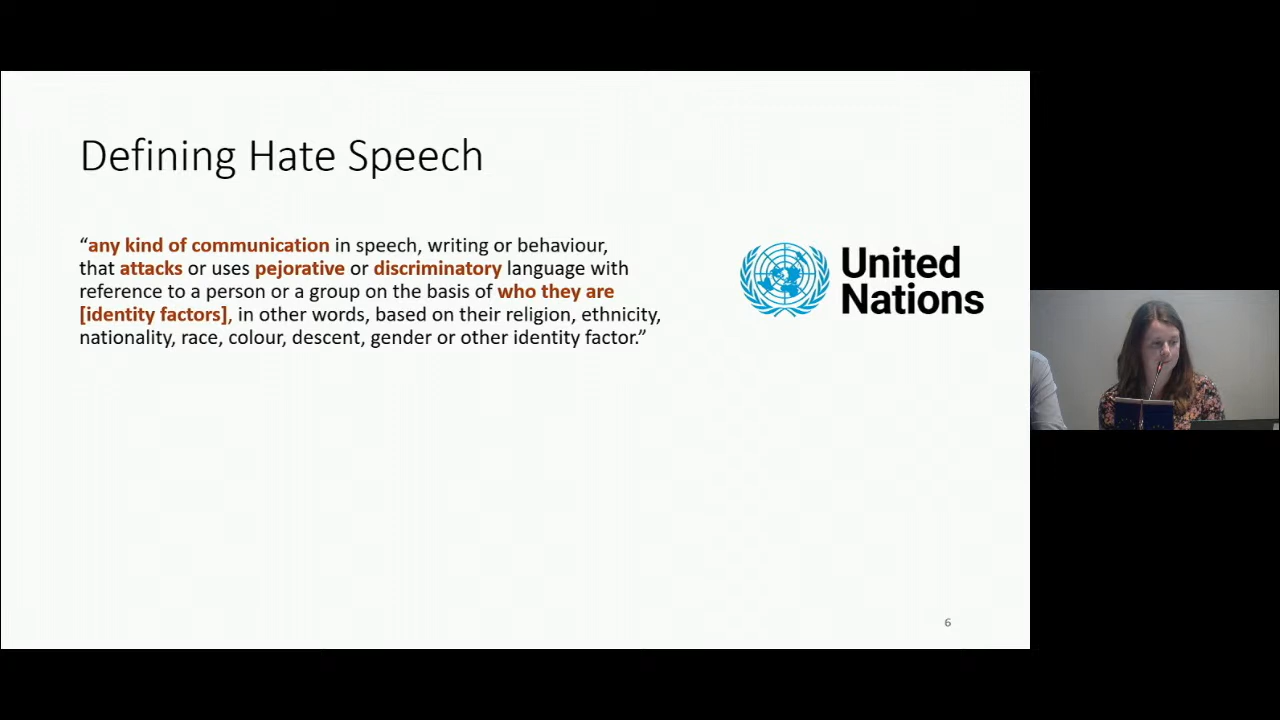 Defining Hate Speech
“any kind of communication in speech, writing or behaviour,
that attacks or uses pejorative or discriminatory language with
reference to a person or a group on the basis of who they are
[identity factors], in other words, based on their religion, ethnicity,
nationality, race, colour, descent, gender or other identity factor.”
United
Nations
6